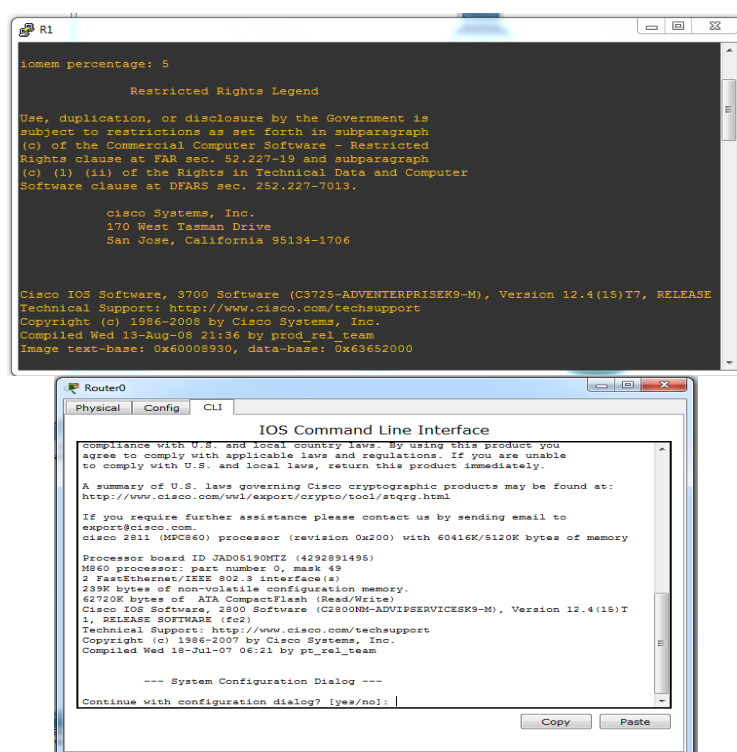 R1
iomem percentage: 5
Restricted Rights Legend
Use, duplication, or disclosure by the Government is
subject to restrictions as set forth in subparagraph
(c) of the Commercial Computer Software - Restricted
Rights clause at FAR sec. 52.227-19 and subparagraph
(c) (1) (ii) of the Rights in Technical Data and Computer
Software clause at DFARS sec. 252.227-7013.
cisco Systems, Inc.
170 West Tasman Drive
San Jose, California 95134-1706
Cisco IOS Software, 3700 Software (C3725-ADVENTERPRISEK9-M), Version 12.4(15)T7, RELEASE
Technical Support: http://www.cisco.com/techsupport
Copyright (c) 1986-2008 by Cisco Systems, Inc.
Compiled Wed 13-Aug-08 21:36 by prod_rel_team
Image text-base: 0x60008930, data-base: 0x63652000
Router0
Physical Config CLI
IOS Command Line Interface
compliance with U.S. and local country laws. By using this product you
agree to comply with applicable laws and regulations. If you are unable
to comply with U.S. and local laws, return this product immediately.
A summary of U.S. laws governing Cisco cryptographic products may be found at:
http://www.cisco.com/wwl/export/crypto/tool/stqrg.html
If you require further assistance please contact us by sending email to
export@cisco.com.
cisco 2811 (MPC860) processor (revision 0x200) with 60416K/5120K bytes of memory
Processor board ID JAD05190MTZ (4292891495)
M860 processor: part number 0, mask 49
2 FastEthernet/IEEE 802.3 interface(s)
239K bytes of non-volatile configuration memory.
62720K bytes of ATA CompactFlash (Read/Write)
Cisco IOS Software, 2800 Software (C2800NM-ADVIPSERVICESK9-M), Version 12.4(15)T
1, RELEASE SOFTWARE (fc2)
Technical Support: http://www.cisco.com/techsupport
Copyright (c) 1986-2007 by Cisco Systems, Inc.
Compiled Wed 18-Jul-07 06:21 by pt_rel_team
--- System Configuration Dialog ---
Continue with configuration dialog? [yes/no]:
Copy Paste